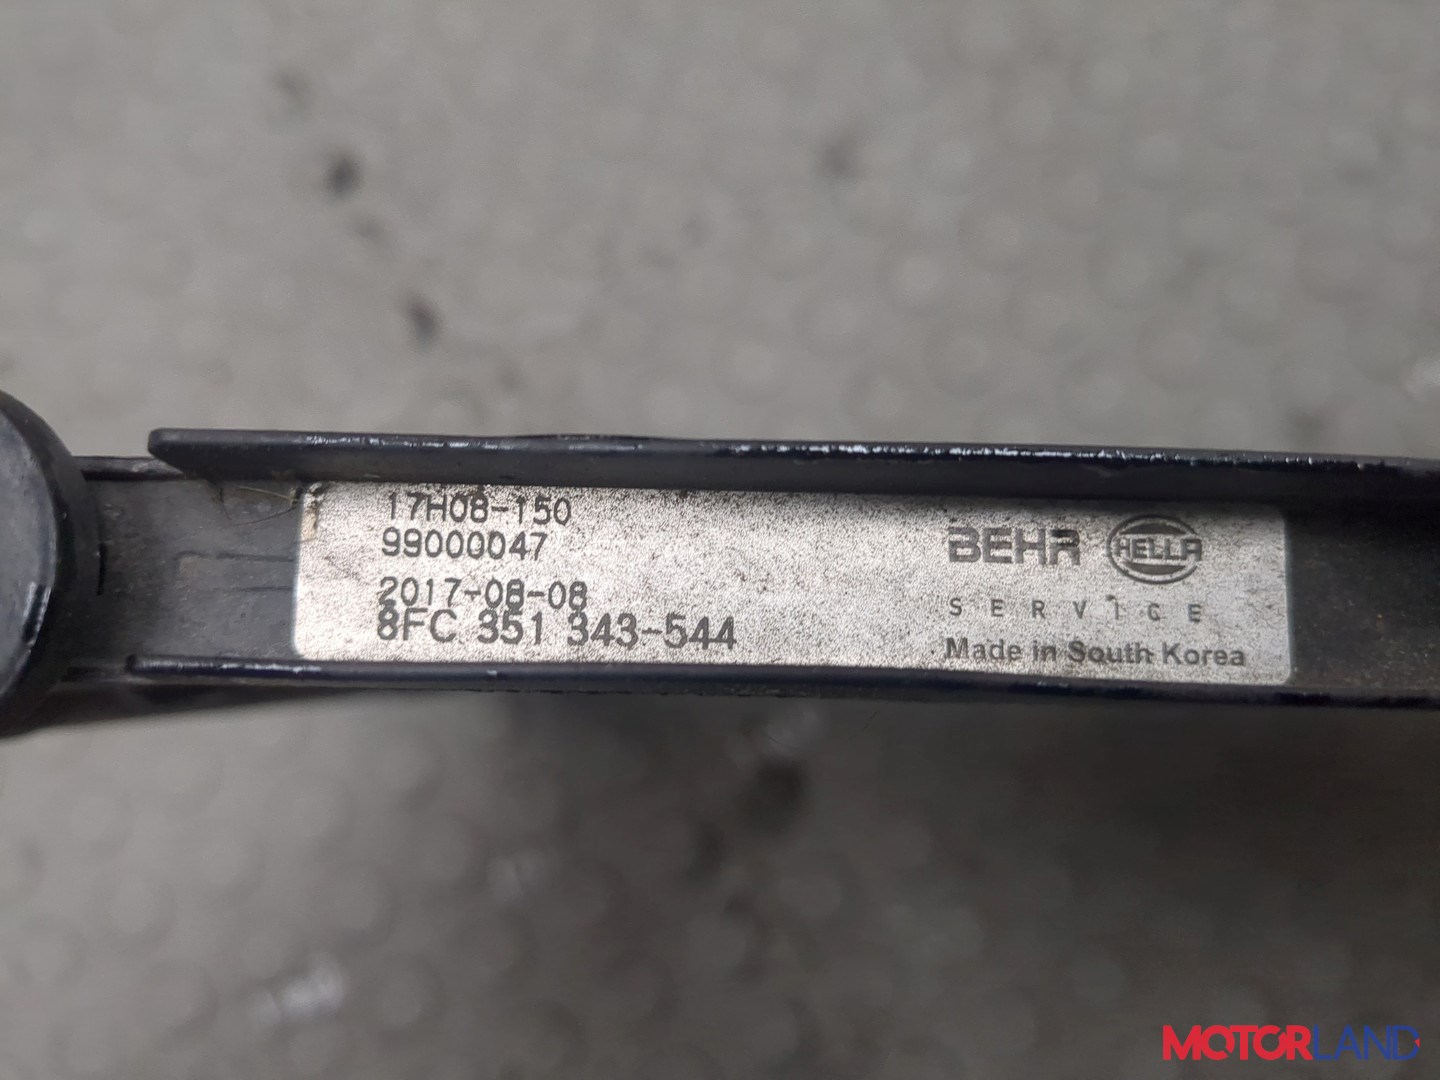 17H08-150
99000047
2017-08-08
8FC 351 343-544
BEHR HELLA
SERVICE
Made in South Korea
MOTORLAND